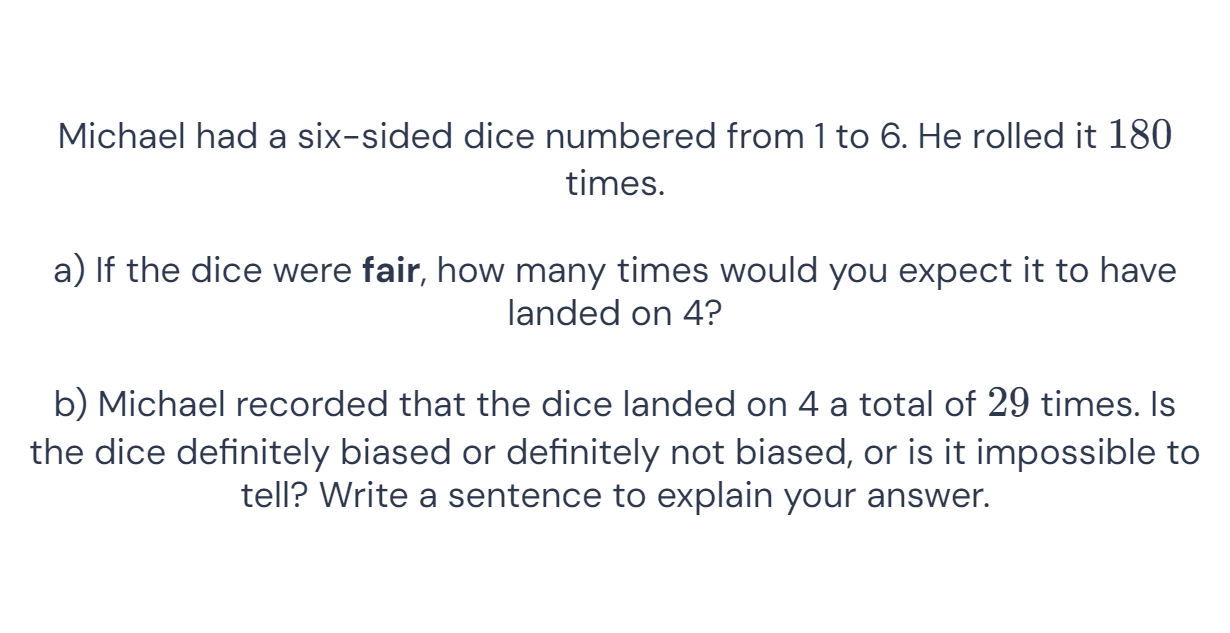 Michael had a six-sided dice numbered from 1 to 6. He rolled it 180
times.
a) If the dice were fair, how many times would you expect it to have
landed on 4?
b) Michael recorded that the dice landed on 4 a total of 29 times. Is
the dice definitely biased or definitely not biased, or is it impossible to
tell? Write a sentence to explain your answer.